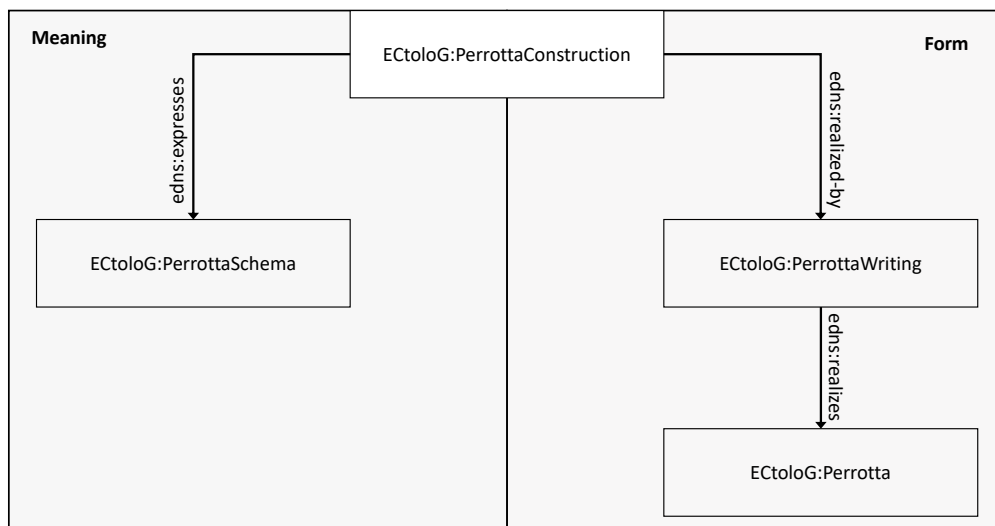 Meaning
ECtoloG:PerrottaConstruction
Form
edns:expresses
edns:realized-by
ECtoloG:PerrottaSchema
ECtoloG:PerrottaWriting
edns:realizes
ECtoloG:Perrotta